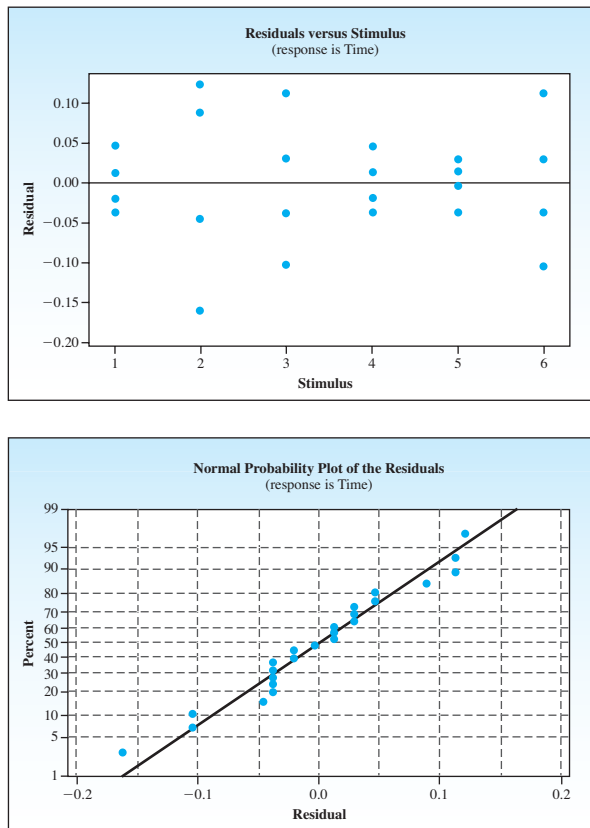 Residuals versus Stimulus
(response is Time)
0.10
0.05
0.00
−0.05
−0.10
−0.15
−0.20
Residual
1 2 3 4 5 6
Stimulus
Normal Probability Plot of the Residuals
(response is Time)
99
95
90
80
70
60
50
40
30
20
10
5
1
Percent
−0.2 −0.1 0.0 0.1 0.2
Residual